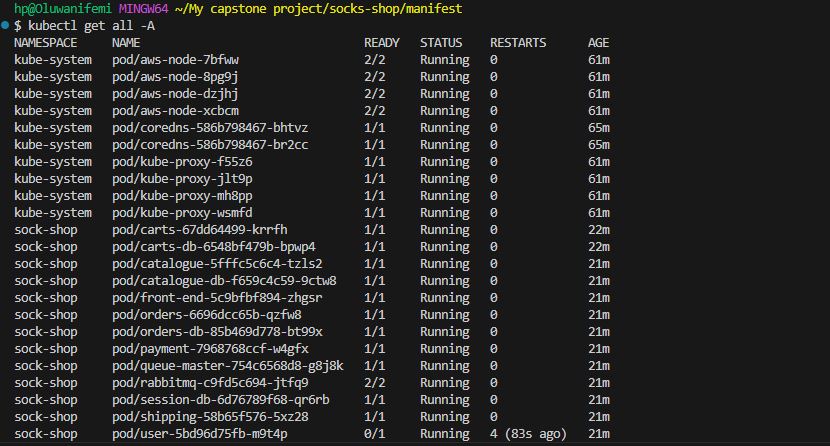 hp@Oluwanifemi MINGW64 ~/My capstone project/socks-shop/manifest
$ kubectl get all -A
NAMESPACE NAME READY STATUS RESTARTS AGE
kube-system pod/aws-node-7bfww 2/2 Running 0 61m
kube-system pod/aws-node-8pg9j 2/2 Running 0 61m
kube-system pod/aws-node-dzjhj 2/2 Running 0 61m
kube-system pod/aws-node-xcbcm 2/2 Running 0 61m
kube-system pod/coredns-586b798467-bhtvz 1/1 Running 0 65m
kube-system pod/coredns-586b798467-br2cc 1/1 Running 0 65m
kube-system pod/kube-proxy-f55z6 1/1 Running 0 61m
kube-system pod/kube-proxy-jlt9p 1/1 Running 0 61m
kube-system pod/kube-proxy-mh8pp 1/1 Running 0 61m
kube-system pod/kube-proxy-wsmfd 1/1 Running 0 61m
sock-shop pod/carts-67dd64499-krrfh 1/1 Running 0 22m
sock-shop pod/carts-db-6548bf479b-bpwp4 1/1 Running 0 22m
sock-shop pod/catalogue-5fffc5c6c4-tzls2 1/1 Running 0 21m
sock-shop pod/catalogue-db-f659c4c59-9ctw8 1/1 Running 0 21m
sock-shop pod/front-end-5c9bfbf894-zhgsr 1/1 Running 0 21m
sock-shop pod/orders-6696dcc65b-qzfw8 1/1 Running 0 21m
sock-shop pod/orders-db-85b469d778-bt99x 1/1 Running 0 21m
sock-shop pod/payment-7968768ccf-w4gfx 1/1 Running 0 21m
sock-shop pod/queue-master-754c6568d8-g8j8k 1/1 Running 0 21m
sock-shop pod/rabbitmq-c9fd5c694-jtfq9 2/2 Running 0 21m
sock-shop pod/session-db-6d76789f68-qr6rb 1/1 Running 0 21m
sock-shop pod/shipping-58b65f576-5xz28 1/1 Running 0 21m
sock-shop pod/user-5bd96d75fb-m9t4p 0/1 Running 4 (83s ago) 21m